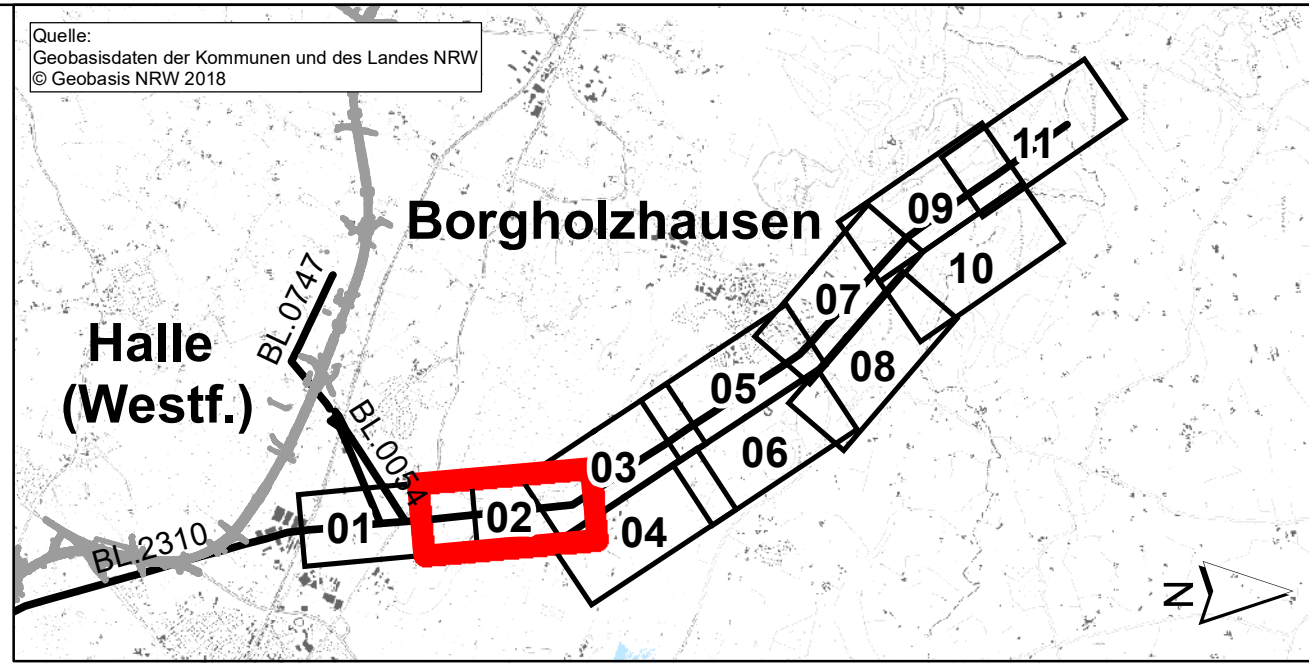 Quelle:
Geobasisdaten der Kommunen und des Landes NRW
© Geobasis NRW 2018
Borgholzhausen
Halle
(Westf.)
BL.0747
BL.0054
BL.2310
01
02
03
04
05
06
07
08
09
10
11
N